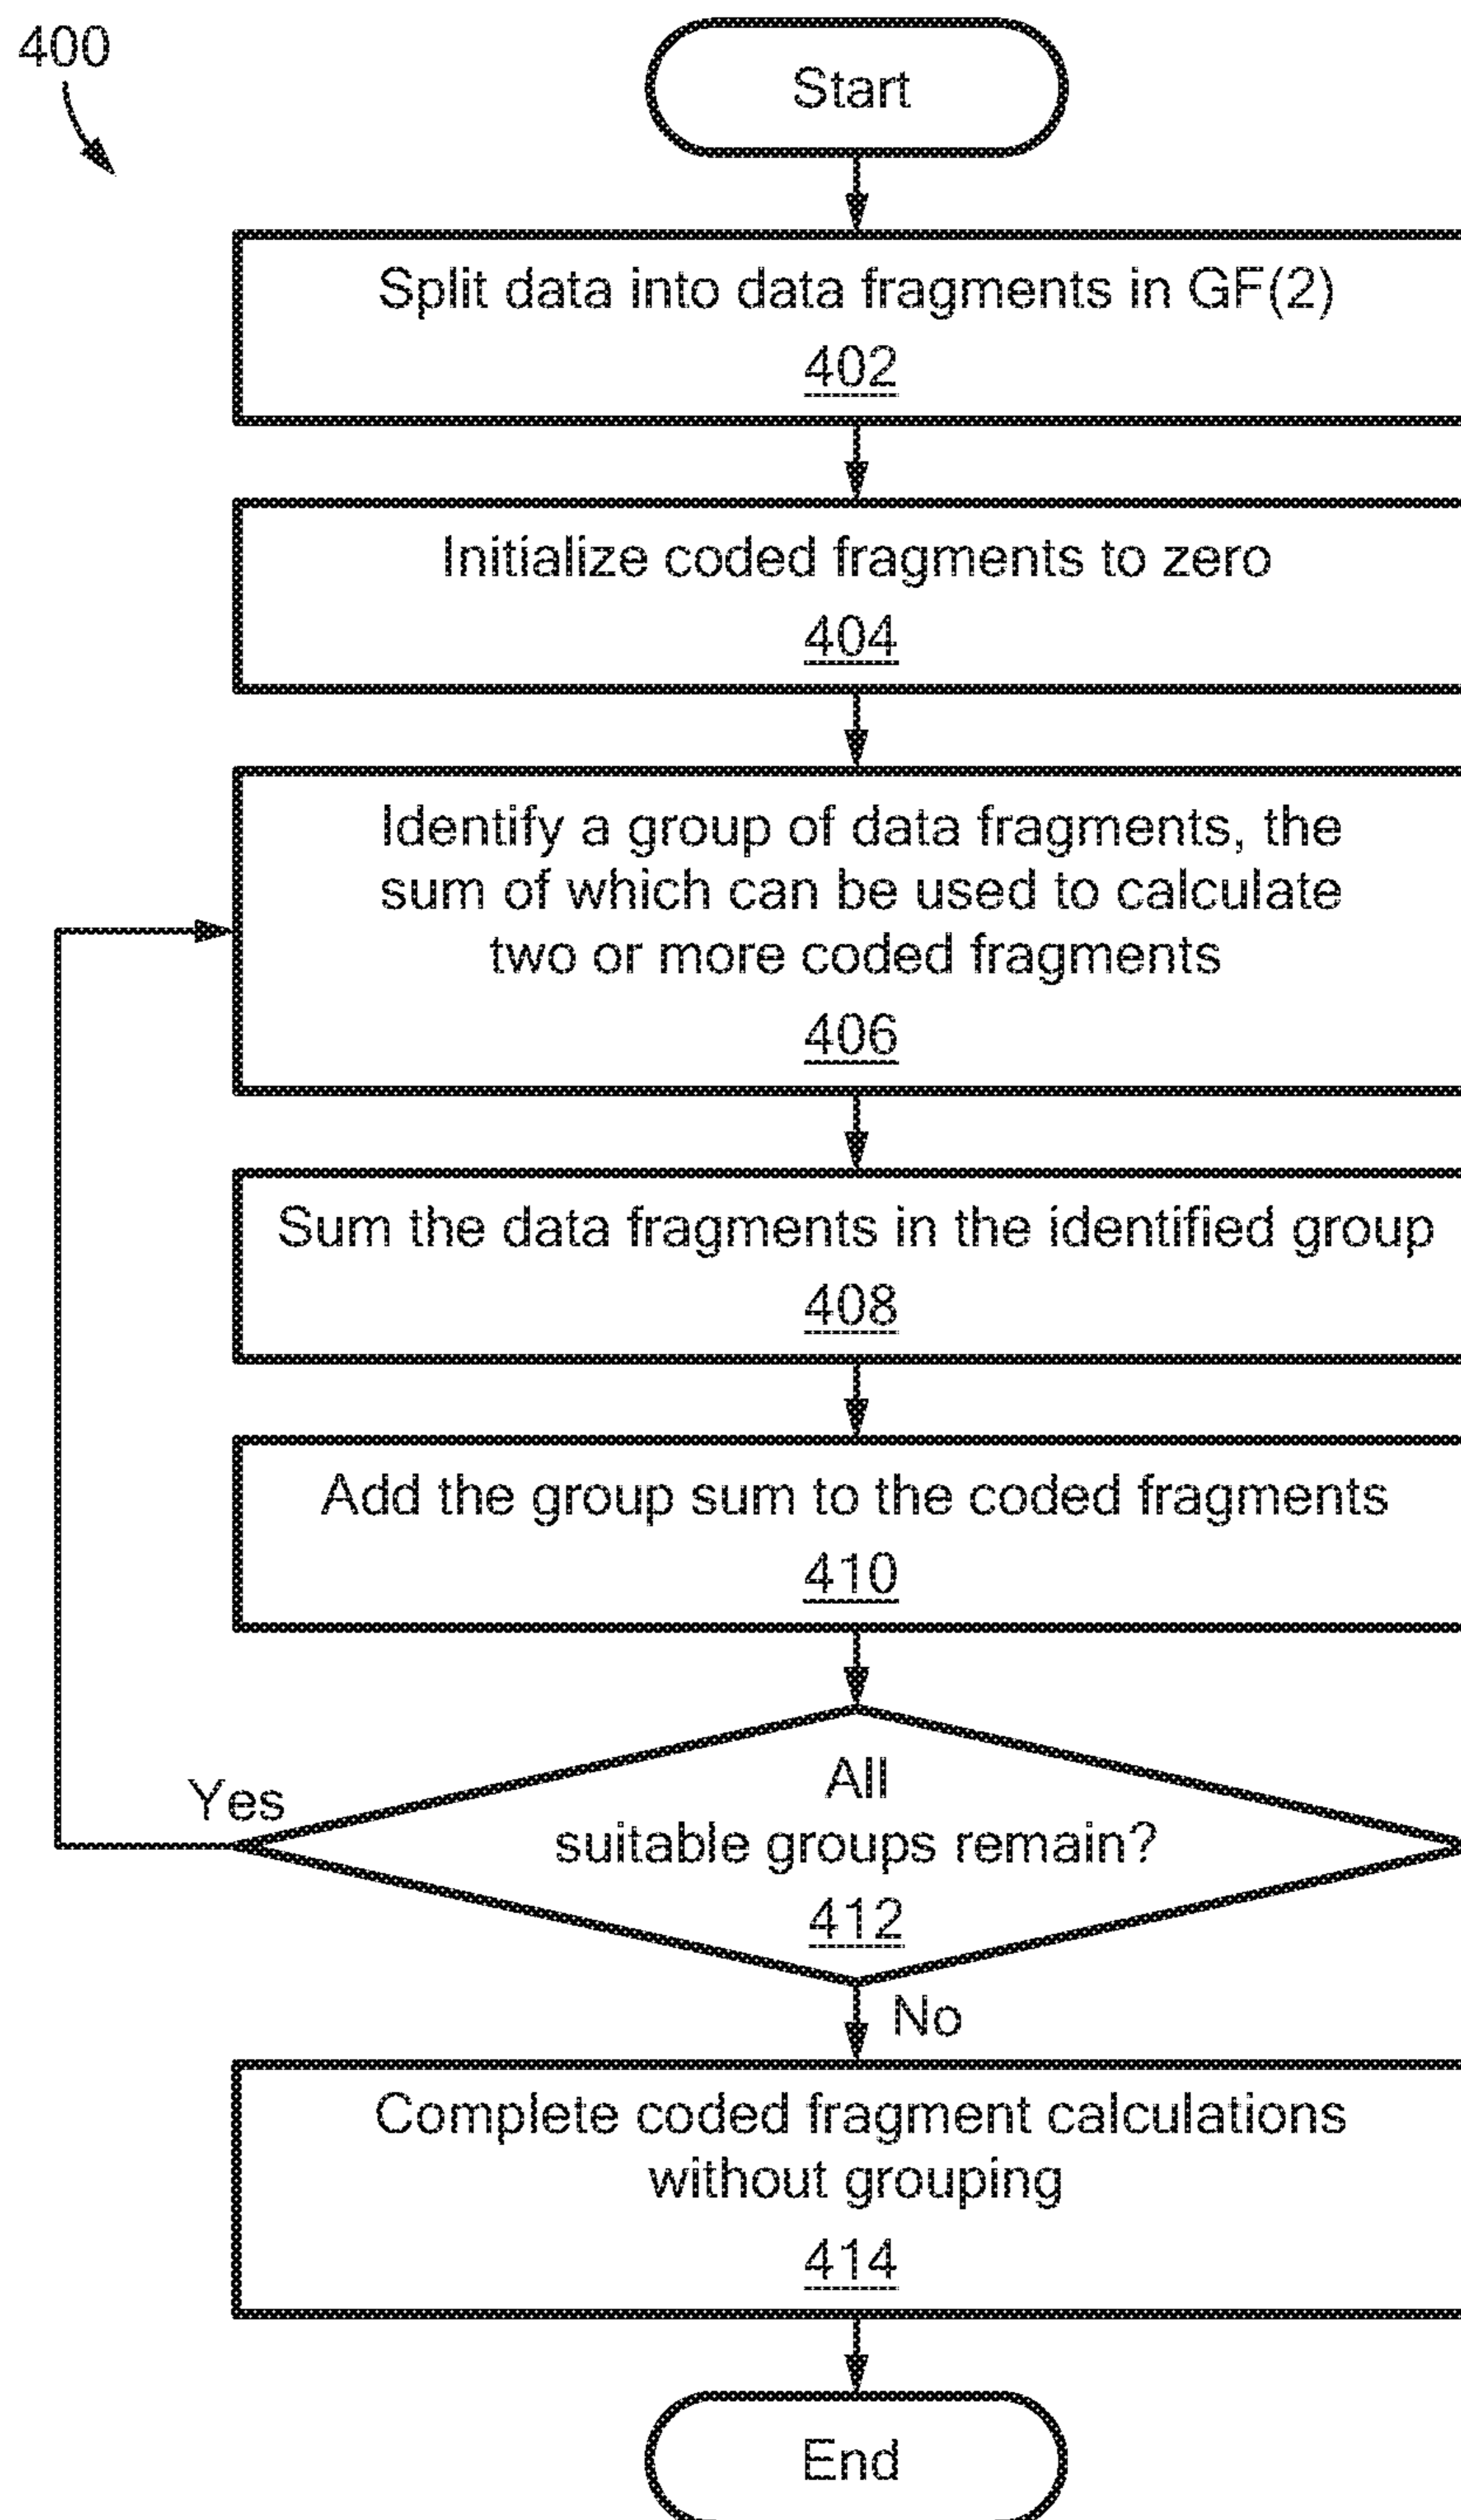 400
Start
Split data into data fragments in GF(2)
402
Initialize coded fragments to zero
404
Identify a group of data fragments, the
sum of which can be used to calculate
two or more coded fragments
406
Sum the data fragments in the identified group
408
Add the group sum to the coded fragments
410
All
Yes
suitable groups remain?
412
No
Complete coded fragment calculations
without grouping
414
End